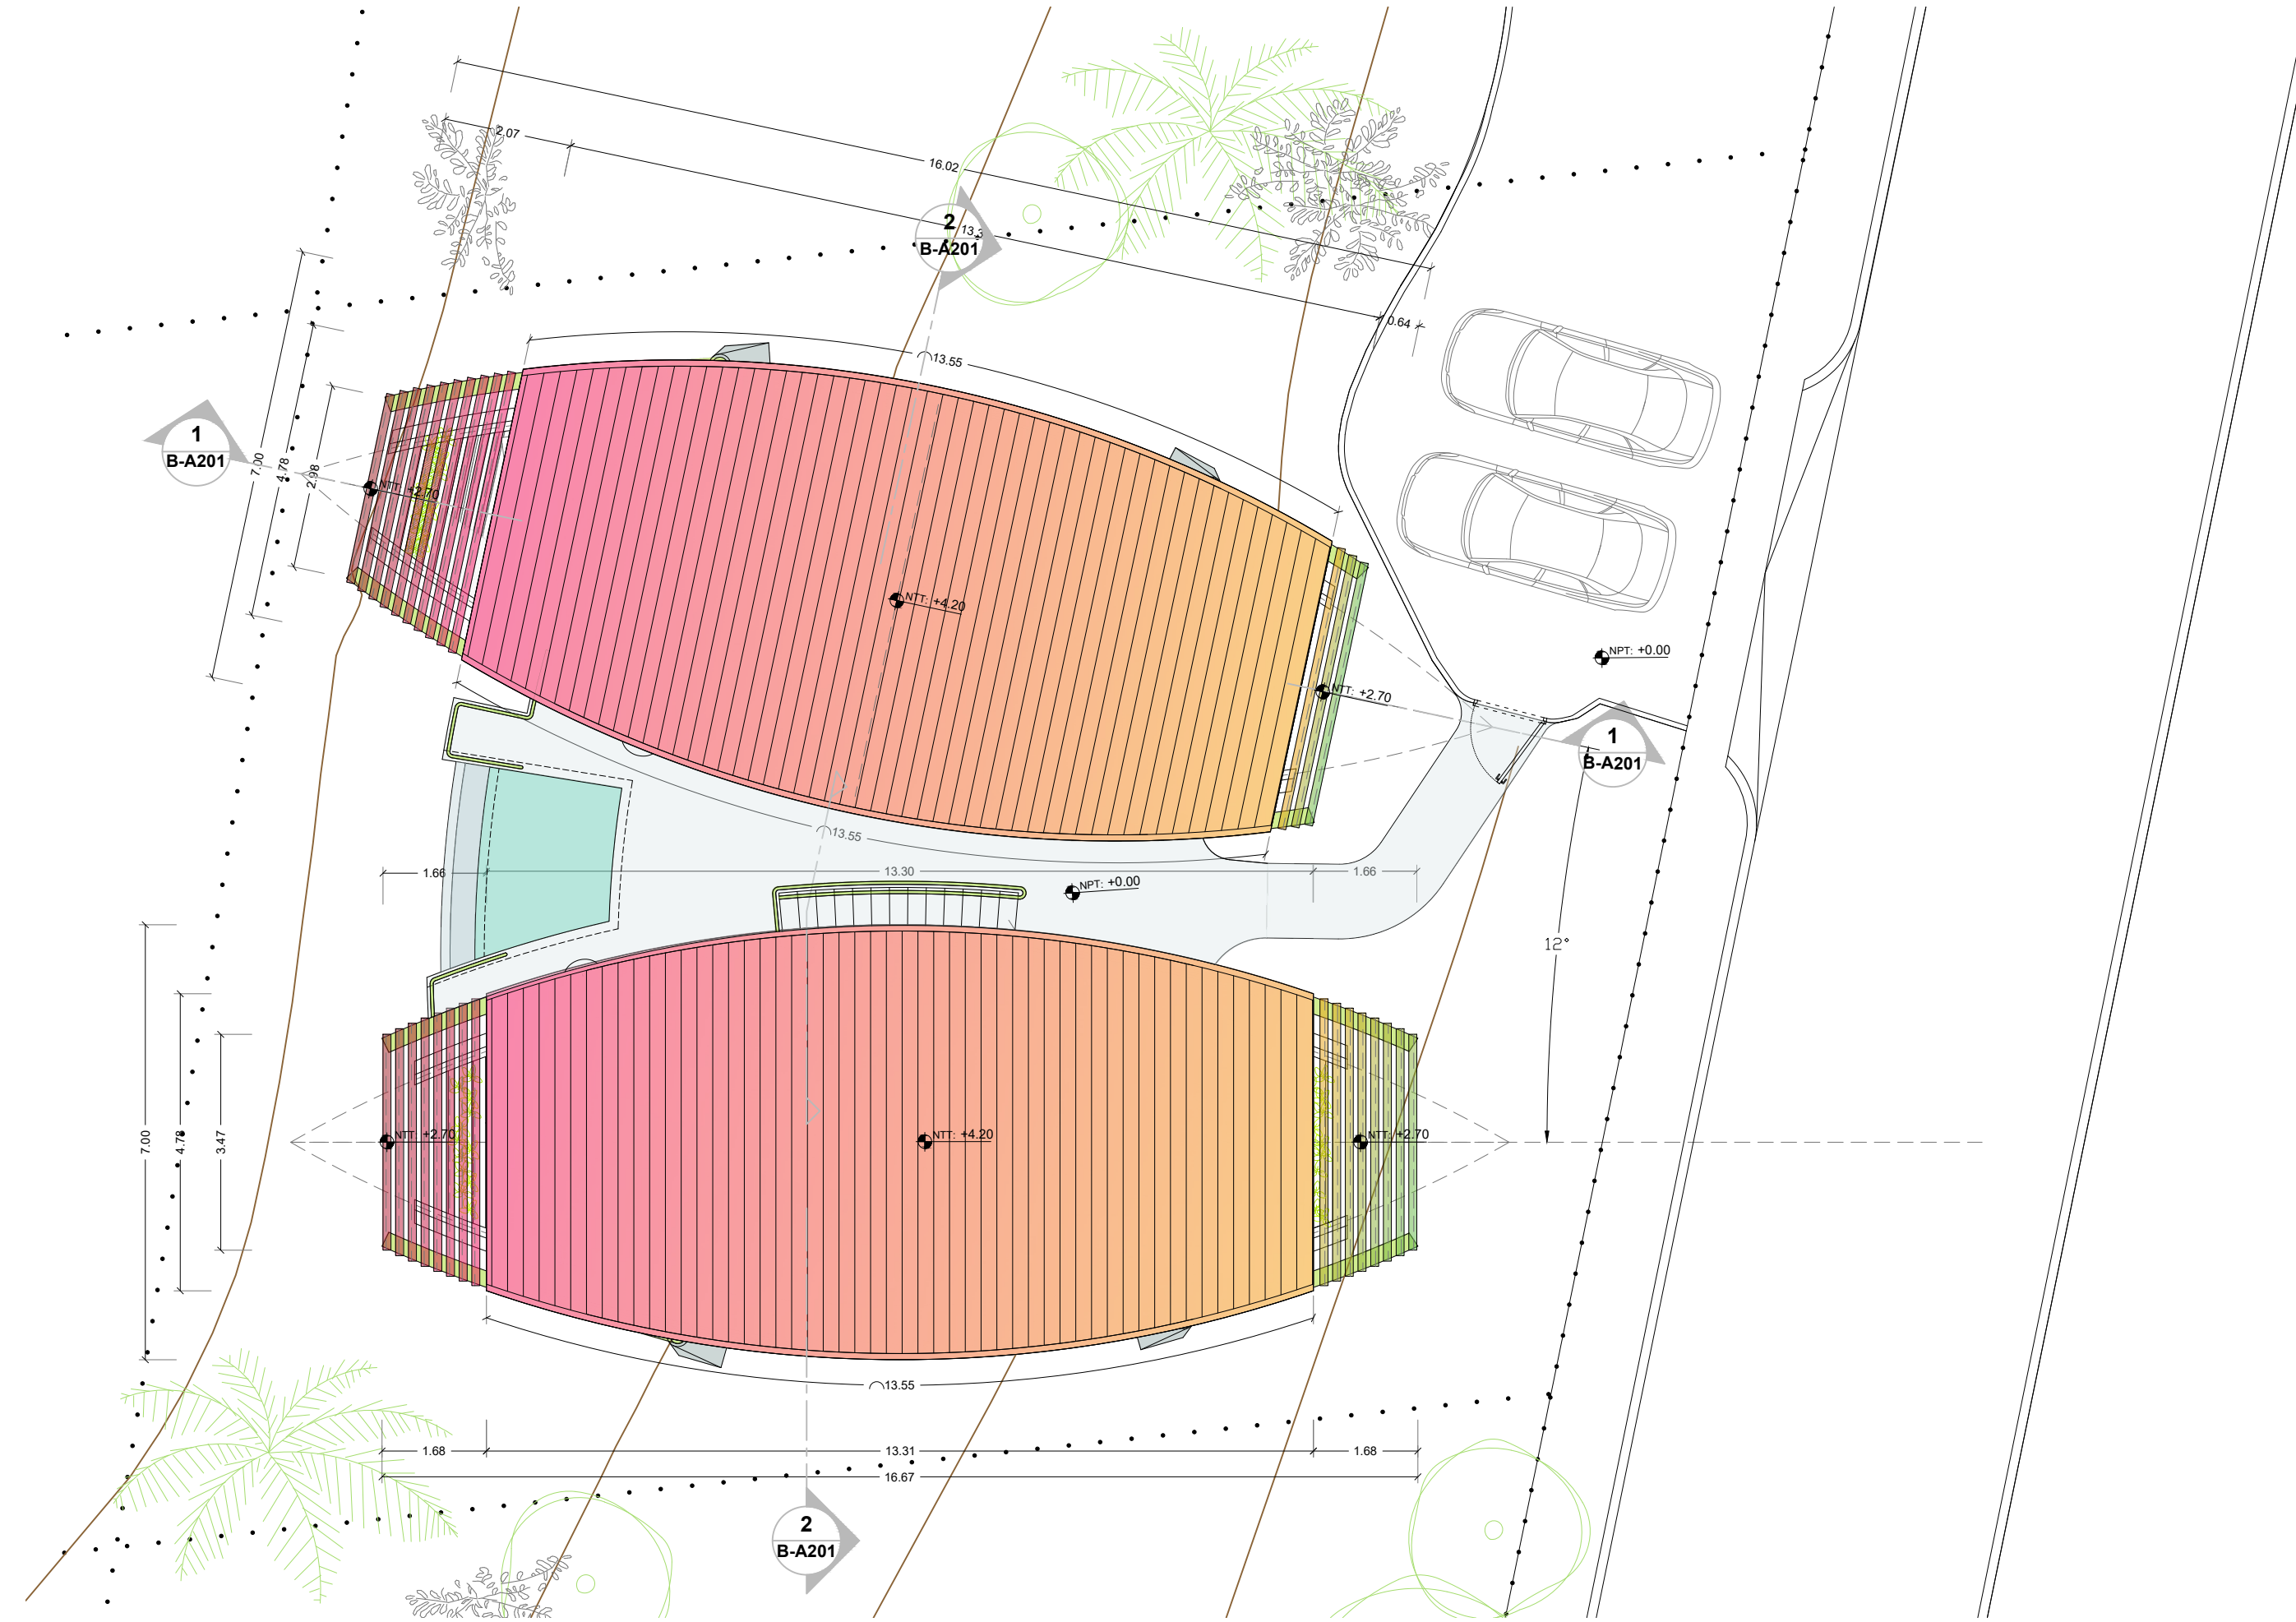 2.07
16.02
2
B-A201
13.3
0.64
13.55
1
B-A201
7.00
4.78
2.98
NTT: +2.70
NTT: +4.20
NTT: +2.70
NPT: +0.00
1
B-A201
13.55
1.66
13.30
1.66
NPT: +0.00
12°
7.00
4.78
3.47
NTT: +2.70
NTT: +4.20
NTT: +2.70
13.55
1.68
13.31
1.68
16.67
2
B-A201